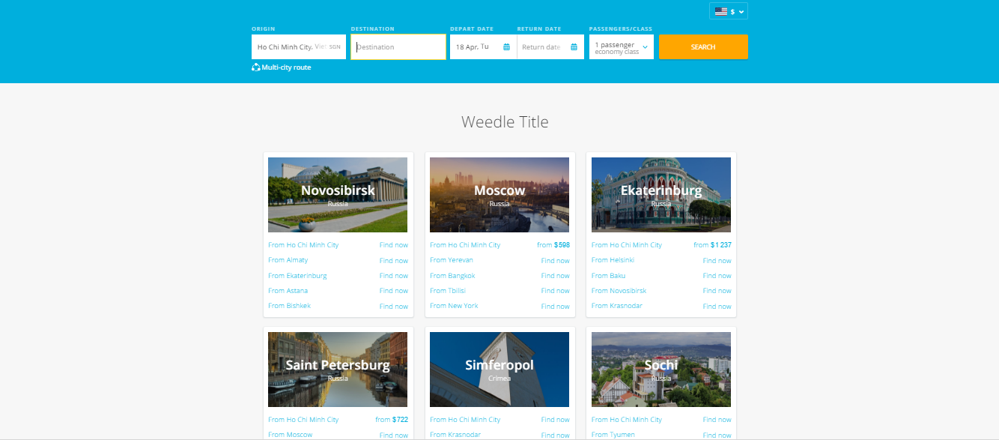 $
ORIGIN DESTINATION DEPART DATE RETURN DATE PASSENGERS/CLASS
Ho Chi Minh City, Viet SGN Destination 18 Apr, Tu Return date 1 passenger
economy class
SEARCH
Multi-city route
Weedle Title
Novosibirsk
Russia
From Ho Chi Minh City Find now
From Almaty Find now
From Ekaterinburg Find now
From Astana Find now
From Bishkek Find now
Moscow
Russia
From Ho Chi Minh City from $598
From Yerevan Find now
From Bangkok Find now
From Tbilisi Find now
From New York Find now
Ekaterinburg
Russia
From Ho Chi Minh City from $1 237
From Helsinki Find now
From Baku Find now
From Novosibirsk Find now
From Krasnodar Find now
Saint Petersburg
Russia
From Ho Chi Minh City from $722
From Moscow Find now
Simferopol
Crimea
From Ho Chi Minh City Find now
From Krasnodar Find now
Sochi
Russia
From Ho Chi Minh City Find now
From Tyumen Find now